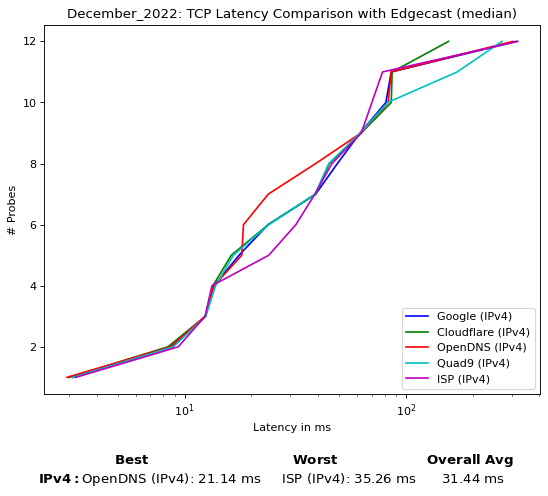 December_2022: TCP Latency Comparison with Edgecast (median)
12
10
8
6
4
2
# Probes
10¹
10²
Latency in ms
Google (IPv4)
Cloudflare (IPv4)
OpenDNS (IPv4)
Quad9 (IPv4)
ISP (IPv4)
Best Worst Overall Avg
IPv4: OpenDNS (IPv4): 21.14 ms ISP (IPv4): 35.26 ms 31.44 ms